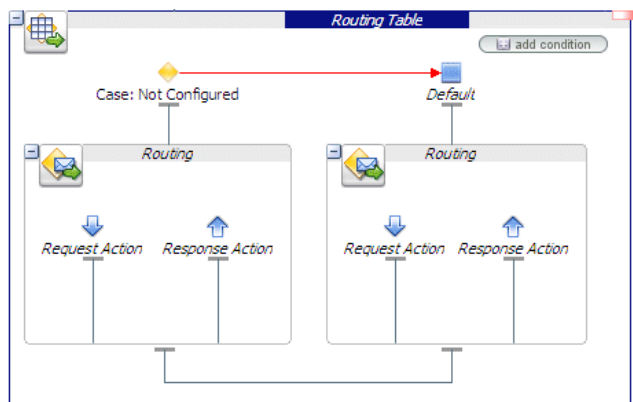 Routing Table
add condition
Case: Not Configured
Default
Routing
Routing
Request Action
Response Action
Request Action
Response Action